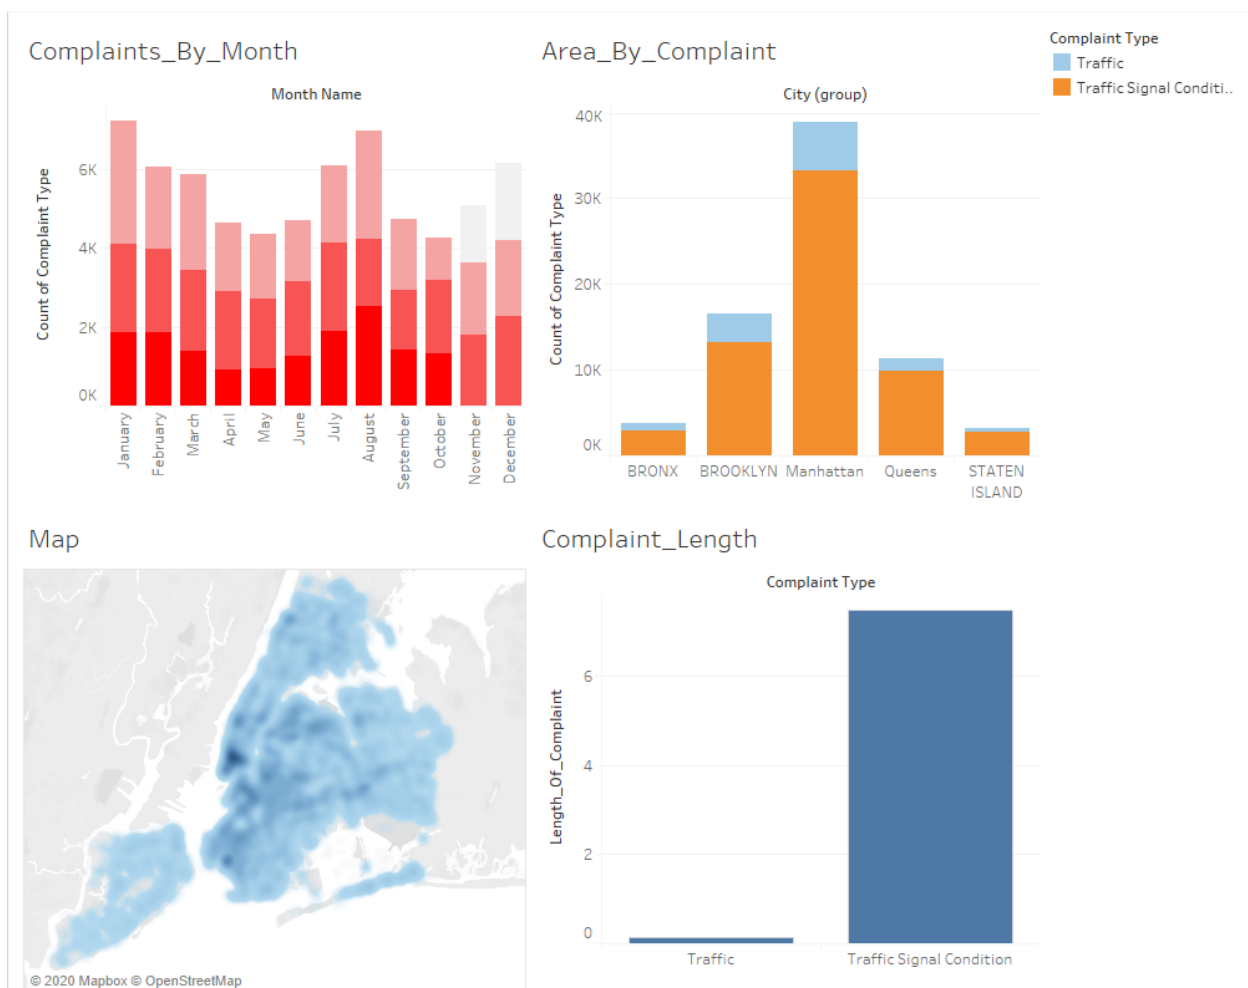 Complaints_By_Month
Month Name
Count of Complaint Type
6K
4K
2K
0K
January
February
March
April
May
June
July
August
September
October
November
December
Area_By_Complaint
City (group)
Count of Complaint Type
40K
30K
20K
10K
0K
BRONX
BROOKLYN
Manhattan
Queens
STATEN
ISLAND
Complaint Type
Traffic
Traffic Signal Conditi..
Map
© 2020 Mapbox © OpenStreetMap
Complaint_Length
Complaint Type
Length_Of_Complaint
6
4
2
0
Traffic
Traffic Signal Condition